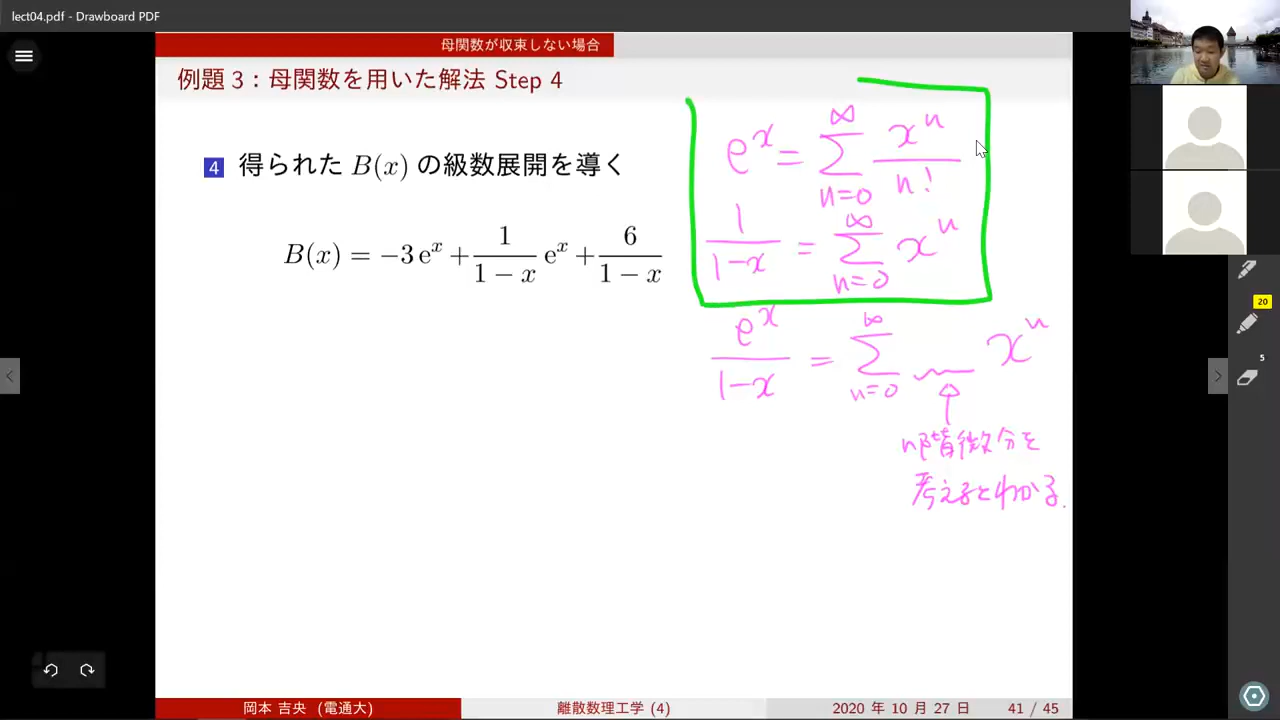 lect04.pdf - Drawboard PDF
母関数が収束しない場合
例題 3：母関数を用いた解法 Step 4
4 得られた B(x) の級数展開を導く
B(x) = −3 e^x + 1/(1 − x) e^x + 6/(1 − x)
e^x = ∑_{n=0}^{∞} x^n/n!
1/(1−x) = ∑_{n=0}^{∞} x^n
e^x/(1−x) = ∑_{n=0}^{∞} x^n
n階微分を
考えるとわかる.
20
5
岡本 吉央 (電通大)
離散数理工学 (4)
2020 年 10 月 27 日
41 / 45